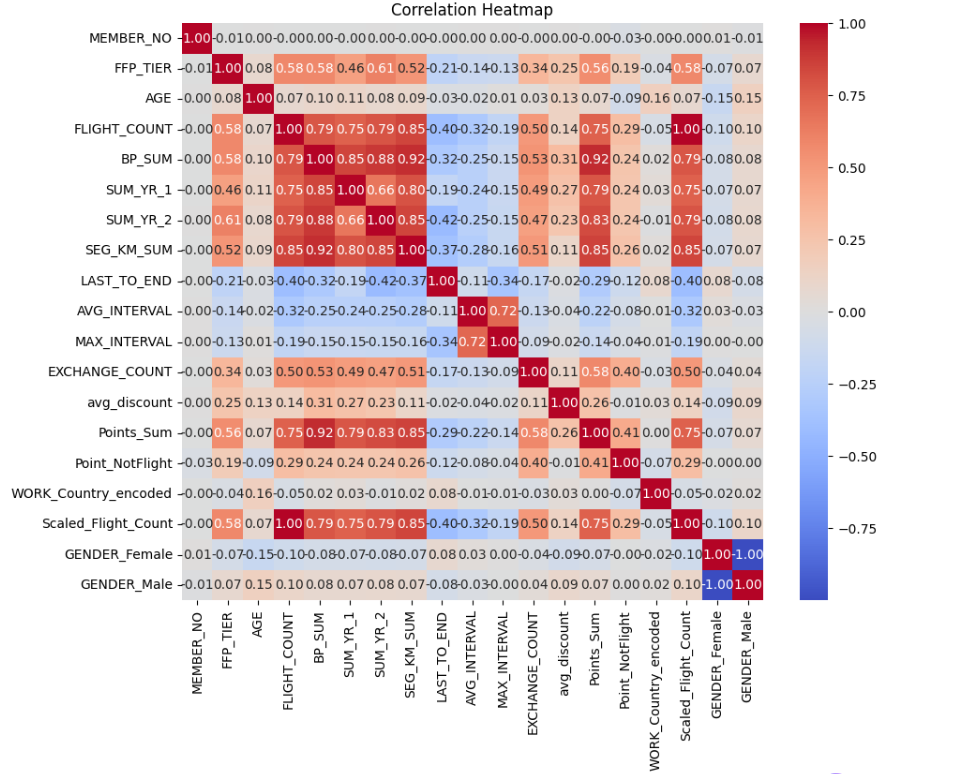 Correlation Heatmap
MEMBER_NO 1.00 -0.01 0.00 -0.00 -0.00 -0.00 -0.00 -0.00 -0.00 0.00 0.00 -0.00 -0.00 -0.00 -0.03 -0.00 -0.00 0.01 -0.01
FFP_TIER -0.01 1.00 0.08 0.58 0.58 0.46 0.61 0.52 -0.21 -0.14 -0.13 0.34 0.25 0.56 0.19 -0.04 0.58 -0.07 0.07
AGE -0.00 0.08 1.00 0.07 0.10 0.11 0.08 0.09 -0.03 -0.02 0.01 0.03 0.13 0.07 -0.09 0.16 0.07 -0.15 0.15
FLIGHT_COUNT -0.00 0.58 0.07 1.00 0.79 0.75 0.79 0.85 -0.40 -0.32 -0.19 0.50 0.14 0.75 0.29 -0.05 1.00 -0.10 0.10
BP_SUM -0.00 0.58 0.10 0.79 1.00 0.85 0.88 0.92 -0.32 -0.25 -0.15 0.53 0.31 0.92 0.24 0.02 0.79 -0.08 0.08
SUM_YR_1 -0.00 0.46 0.11 0.75 0.85 1.00 0.66 0.80 -0.19 -0.24 -0.15 0.49 0.27 0.79 0.24 0.03 0.75 -0.07 0.07
SUM_YR_2 -0.00 0.61 0.08 0.79 0.88 0.66 1.00 0.85 -0.42 -0.25 -0.15 0.47 0.23 0.83 0.24 -0.01 0.79 -0.08 0.08
SEG_KM_SUM -0.00 0.52 0.09 0.85 0.92 0.80 0.85 1.00 -0.37 -0.28 -0.16 0.51 0.11 0.85 0.26 0.02 0.85 -0.07 0.07
LAST_TO_END -0.00 -0.21 -0.03 -0.40 -0.32 -0.19 -0.42 -0.37 1.00 -0.11 -0.34 -0.17 -0.02 -0.29 -0.12 0.08 -0.40 0.08 -0.08
AVG_INTERVAL -0.00 -0.14 -0.02 -0.32 -0.25 -0.24 -0.25 -0.28 -0.11 1.00 0.72 -0.13 -0.04 -0.22 -0.08 -0.01 -0.32 0.03 -0.03
MAX_INTERVAL -0.00 -0.13 0.01 -0.19 -0.15 -0.15 -0.15 -0.16 -0.34 0.72 1.00 -0.09 -0.02 -0.14 -0.04 -0.01 -0.19 0.00 -0.00
EXCHANGE_COUNT -0.00 0.34 0.03 0.50 0.53 0.49 0.47 0.51 -0.17 -0.13 -0.09 1.00 0.11 0.58 0.40 -0.03 0.50 -0.04 0.04
avg_discount -0.00 0.25 0.13 0.14 0.31 0.27 0.23 0.11 -0.02 -0.04 -0.02 0.11 1.00 0.26 -0.01 0.03 0.14 -0.09 0.09
Points_Sum -0.00 0.56 0.07 0.75 0.92 0.79 0.83 0.85 -0.29 -0.22 -0.14 0.58 0.26 1.00 0.41 0.00 0.75 -0.07 0.07
Point_NotFlight -0.03 0.19 -0.09 0.29 0.24 0.24 0.24 0.26 -0.12 -0.08 -0.04 0.40 -0.01 0.41 1.00 -0.07 0.29 -0.00 0.00
WORK_Country_encoded -0.00 -0.04 0.16 -0.05 0.02 0.03 -0.01 0.02 0.08 -0.01 -0.01 -0.03 0.03 0.00 -0.07 1.00 -0.05 -0.02 0.02
Scaled_Flight_Count -0.00 0.58 0.07 1.00 0.79 0.75 0.79 0.85 -0.40 -0.32 -0.19 0.50 0.14 0.75 0.29 -0.05 1.00 -0.10 0.10
GENDER_Female -0.01 -0.07 -0.15 -0.10 -0.08 -0.07 -0.08 -0.07 0.08 0.03 0.00 -0.04 -0.09 -0.07 -0.00 -0.02 -0.10 1.00 -1.00
GENDER_Male -0.01 0.07 0.15 0.10 0.08 0.07 0.08 0.07 -0.08 -0.03 -0.00 0.04 0.09 0.07 0.00 0.02 0.10 -1.00 1.00
MEMBER_NO
FFP_TIER
AGE
FLIGHT_COUNT
BP_SUM
SUM_YR_1
SUM_YR_2
SEG_KM_SUM
LAST_TO_END
AVG_INTERVAL
MAX_INTERVAL
EXCHANGE_COUNT
avg_discount
Points_Sum
Point_NotFlight
WORK_Country_encoded
Scaled_Flight_Count
GENDER_Female
GENDER_Male
1.00
0.75
0.50
0.25
0.00
−0.25
−0.50
−0.75